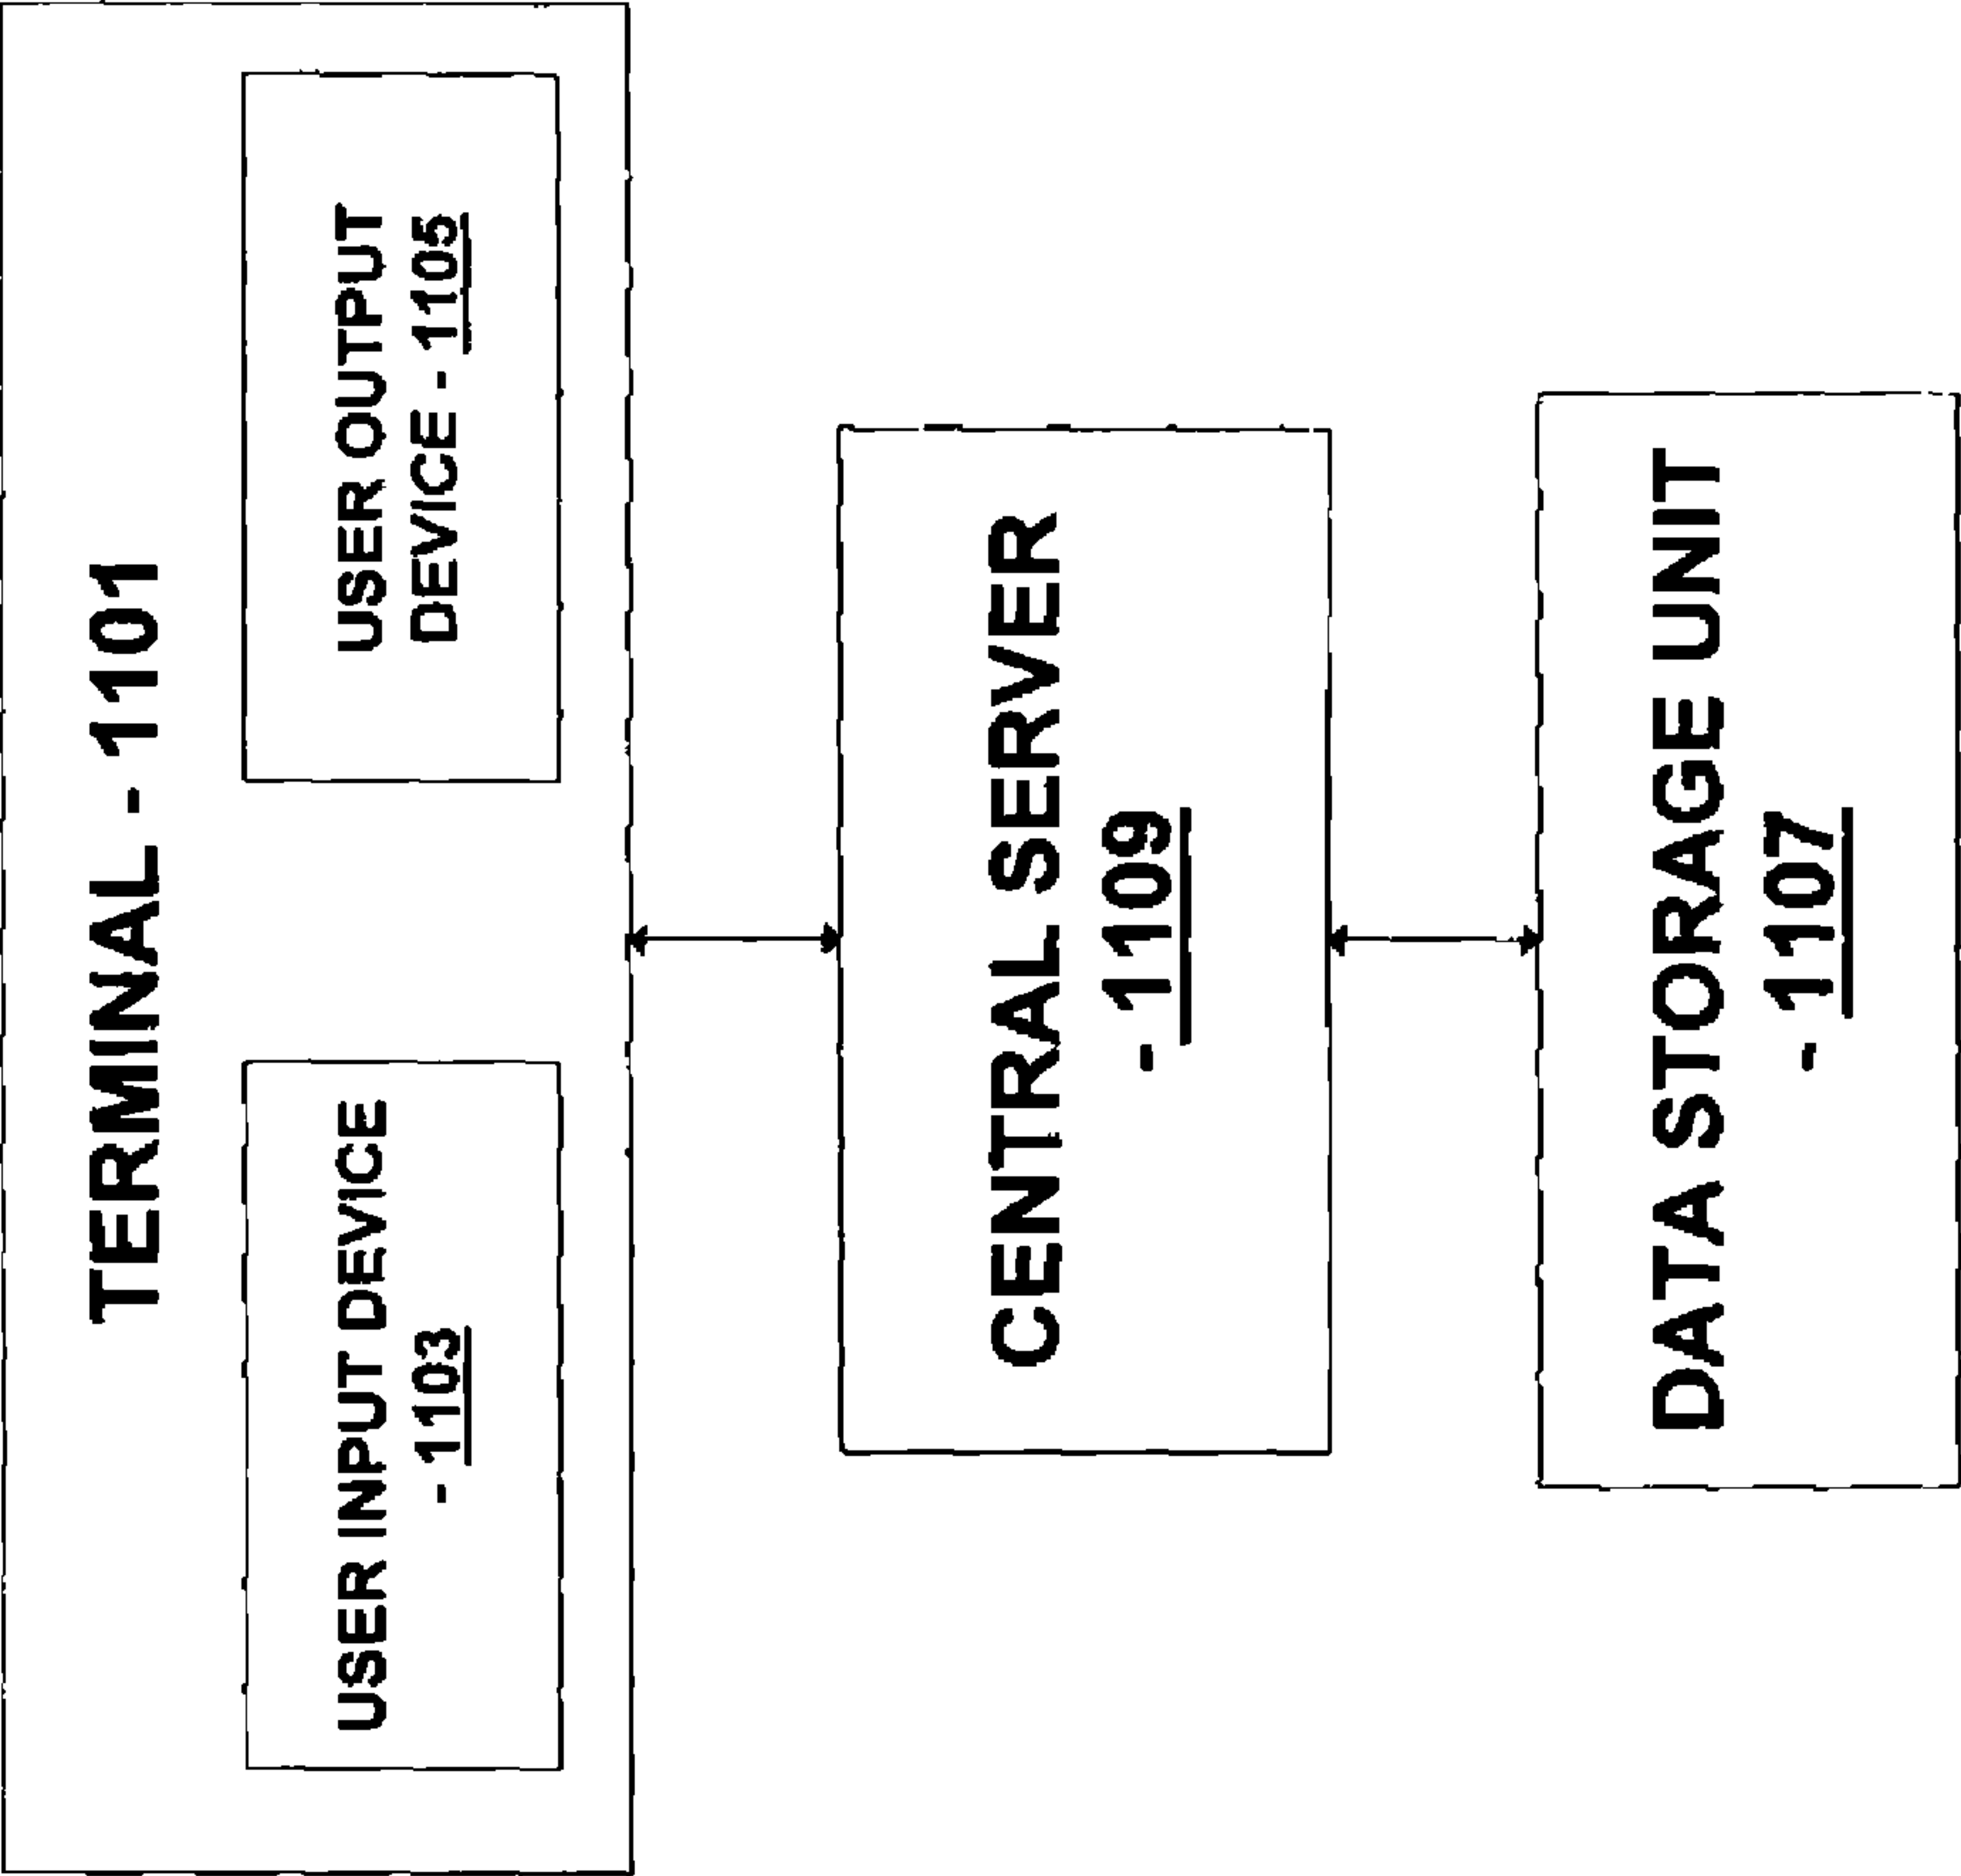 TERMINAL - 1101
USER INPUT DEVICE
- 1103
USER OUTPUT
DEVICE - 1105
CENTRAL SERVER
- 1109
DATA STORAGE UNIT
- 1107